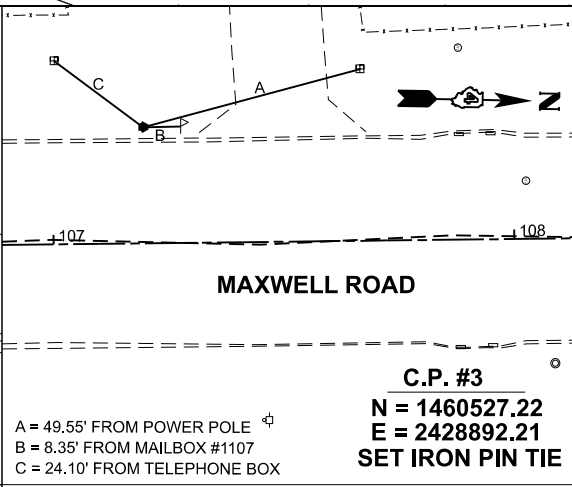 C
A
B
N
107
108
MAXWELL ROAD
C.P. #3
N = 1460527.22
E = 2428892.21
SET IRON PIN TIE
A = 49.55' FROM POWER POLE
B = 8.35' FROM MAILBOX #1107
C = 24.10' FROM TELEPHONE BOX